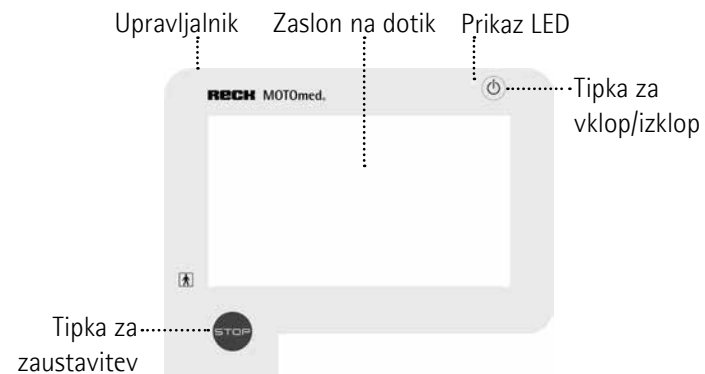 Upravljalnik
Zaslon na dotik
Prikaz LED
RECK MOTOmed.
Tipka za
vklop/izklop
STOP
Tipka za
zaustavitev